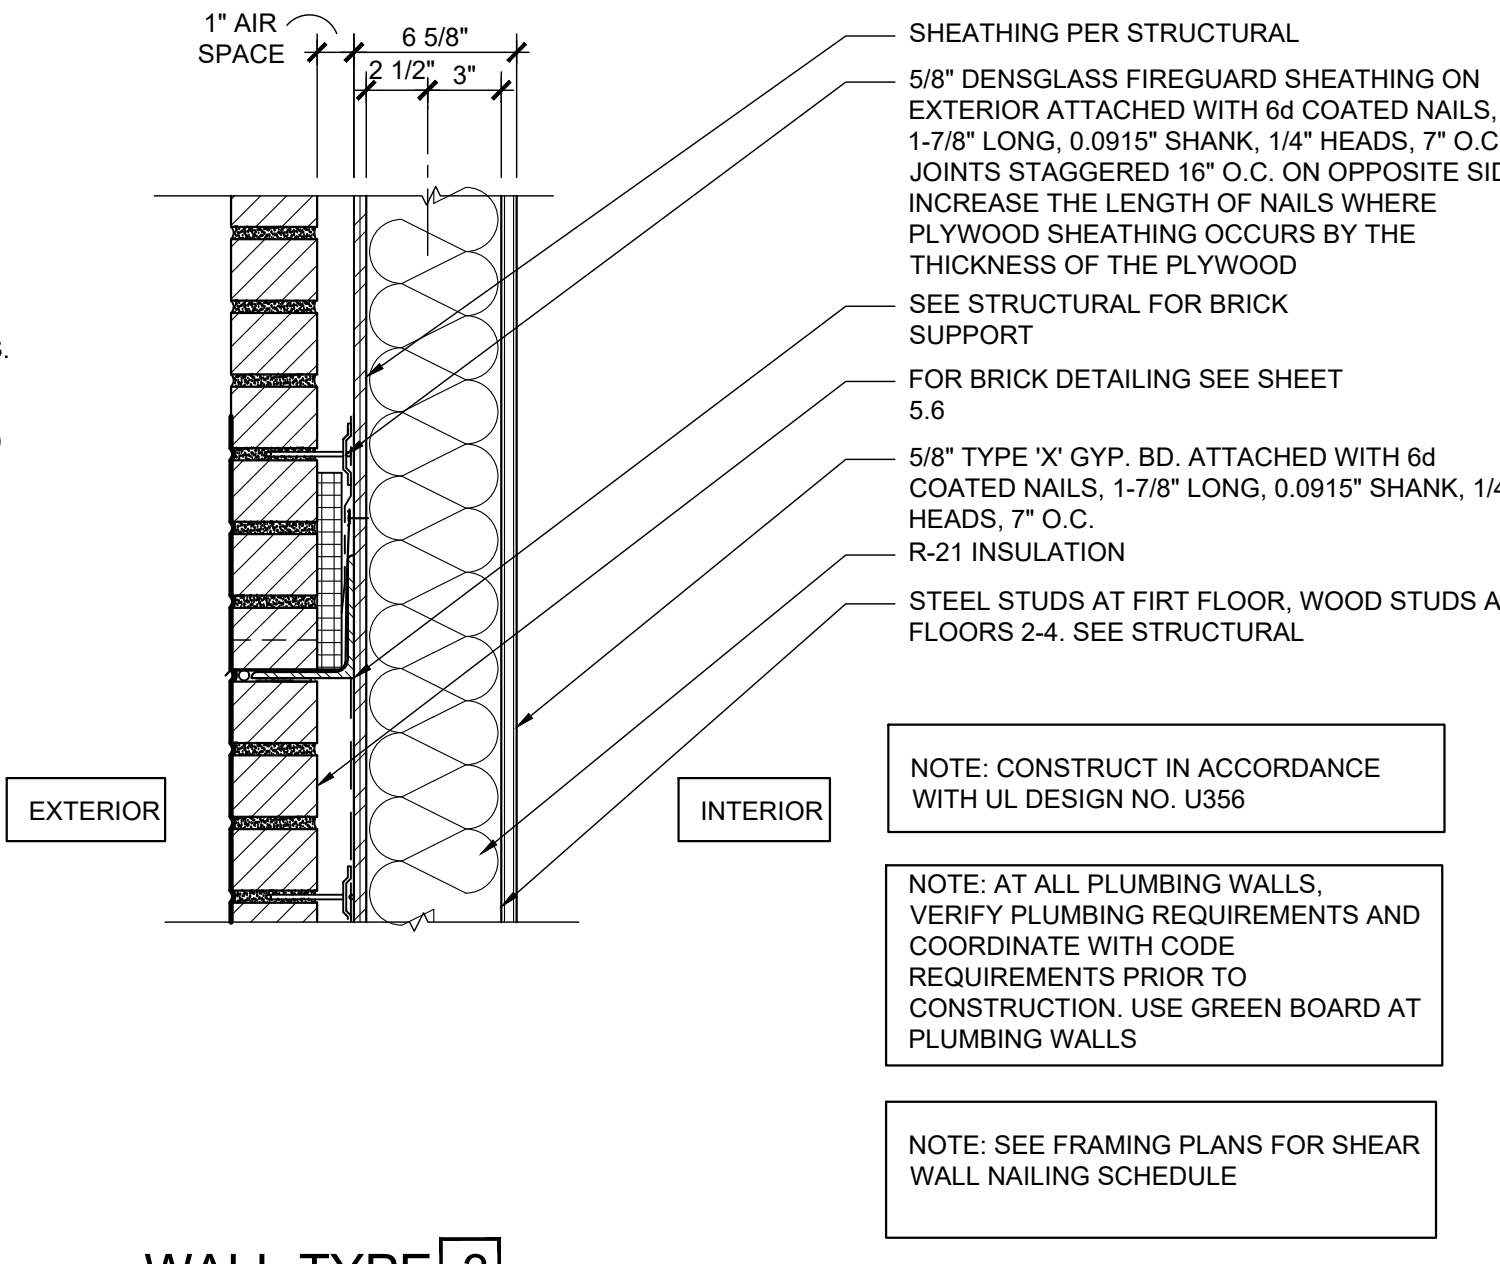 1" AIR
SPACE
6 5/8"
2 1/2"
3"
SHEATHING PER STRUCTURAL
5/8" DENSGLASS FIREGUARD SHEATHING ON
EXTERIOR ATTACHED WITH 6d COATED NAILS,
1-7/8" LONG, 0.0915" SHANK, 1/4" HEADS, 7" O.C
JOINTS STAGGERED 16" O.C. ON OPPOSITE
INCREASE THE LENGTH OF NAILS WHERE
PLYWOOD SHEATHING OCCURS BY THE
THICKNESS OF THE PLYWOOD
SEE STRUCTURAL FOR BRICK
SUPPORT
FOR BRICK DETAILING SEE SHEET
5.6
5/8" TYPE 'X' GYP. BD. ATTACHED WITH 6d
COATED NAILS, 1-7/8" LONG, 0.0915" SHANK,
HEADS, 7" O.C.
R-21 INSULATION
STEEL STUDS AT FIRT FLOOR, WOOD STUDS
FLOORS 2-4. SEE STRUCTURAL
EXTERIOR
INTERIOR
NOTE: CONSTRUCT IN ACCORDANCE
WITH UL DESIGN NO. U356
NOTE: AT ALL PLUMBING WALLS,
VERIFY PLUMBING REQUIREMENTS AND
COORDINATE WITH CODE
REQUIREMENTS PRIOR TO
CONSTRUCTION. USE GREEN BOARD AT
PLUMBING WALLS
NOTE: SEE FRAMING PLANS FOR SHEAR
WALL NAILING SCHEDULE
WALL TYPE